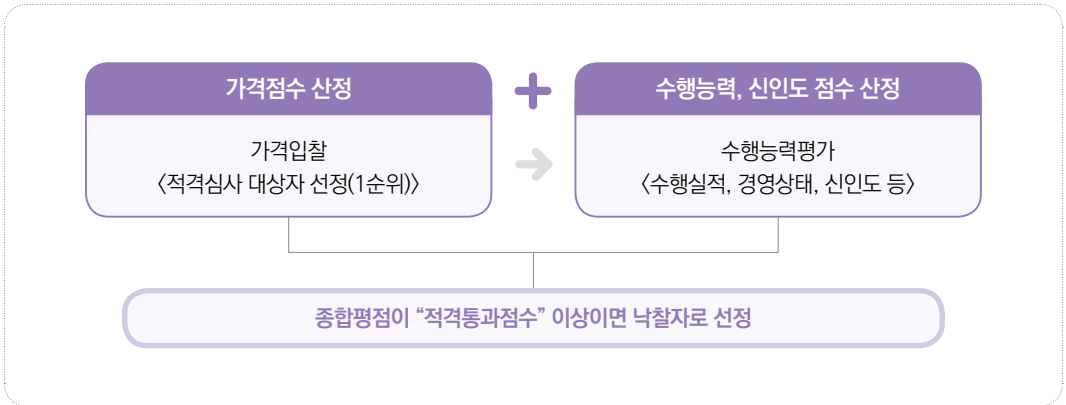 가격점수 산정
가격입찰
〈적격심사 대상자 선정(1순위)〉
수행능력, 신인도 점수 산정
수행능력평가
〈수행실적, 경영상태, 신인도 등〉
종합평점이 “적격통과점수” 이상이면 낙찰자로 선정